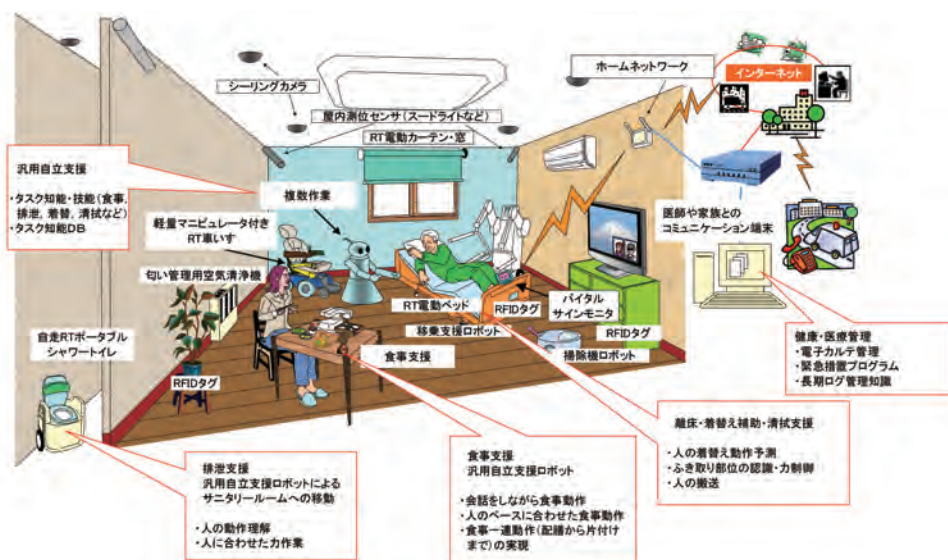 シーリングカメラ
屋内測位センサ(スードライトなど)
RT電動カーテン・窓
ホームネットワーク
インターネット
汎用自立支援
・タスク知能・技能(食事,
排泄, 着替, 清拭など)
・タスク知能DB
複数作業
軽量マニピュレータ付き
RT車いす
匂い管理用空気清浄機
医師や家族との
コミュニケーション端末
自走RTポータブル
シャワートイレ
RFIDタグ
RT電動ベッド
移乗支援ロボット
RFIDタグ
バイタル
サインモニタ
RFIDタグ
掃除機ロボット
食事支援
健康・医療管理
・電子カルテ管理
・緊急措置プログラム
・長期ログ管理知識
離床・着替え補助・清拭支援
・人の着替え動作予測
・ふき取り部位の認識・力制御
・人の搬送
排泄支援
汎用自立支援ロボットによる
サニタリールームへの移動
・人の動作理解
・人に合わせた力作業
食事支援
汎用自立支援ロボット
・会話をしながら食事動作
・人のペースに合わせた食事動作
・食事一連動作(配膳から片付け
まで)の実現